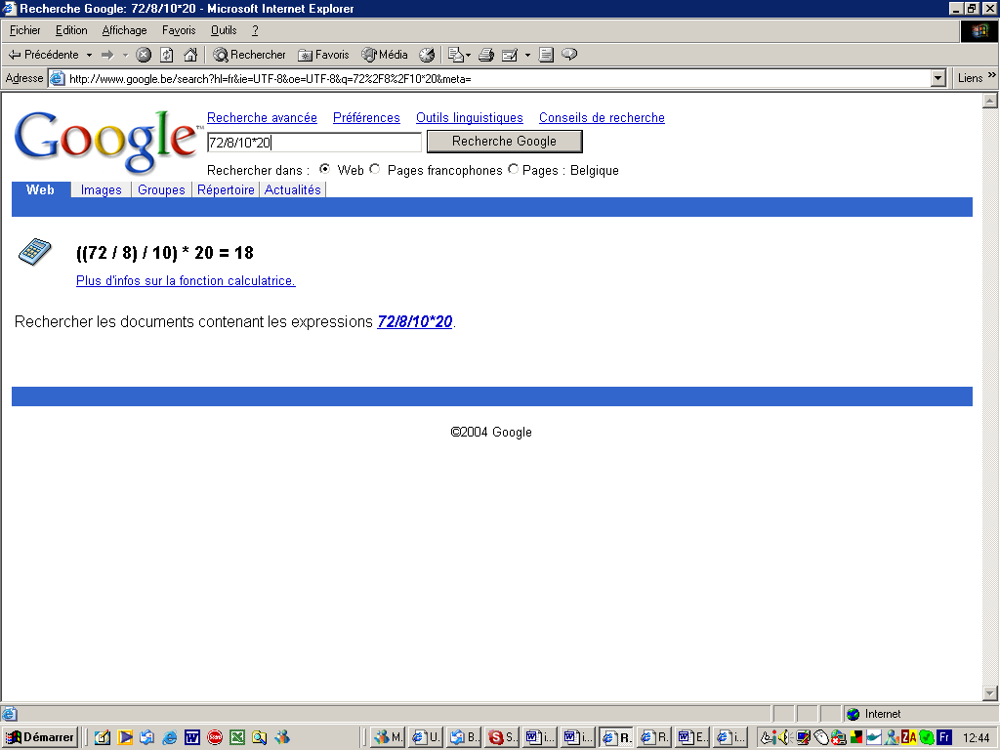 Recherche Google: 72/8/10*20 - Microsoft Internet Explorer
Fichier Edition Affichage Favoris Outils ?
Précédente Rechercher Favoris Média
Adresse http://www.google.be/search?hl=fr&ie=UTF-8&oe=UTF-8&q=72%2F8%2F10*20&meta= Liens »
Google™
Recherche avancée Préférences Outils linguistiques Conseils de recherche
72/8/10*20 Recherche Google
Rechercher dans : Web Pages francophones Pages : Belgique
Web Images Groupes Répertoire Actualités
((72 / 8) / 10) * 20 = 18
Plus d'infos sur la fonction calculatrice.
Rechercher les documents contenant les expressions 72/8/10*20.
©2004 Google
Internet
Démarrer M. U. B. S. i... i... R. R. E.. i... ZA Fr 12:44